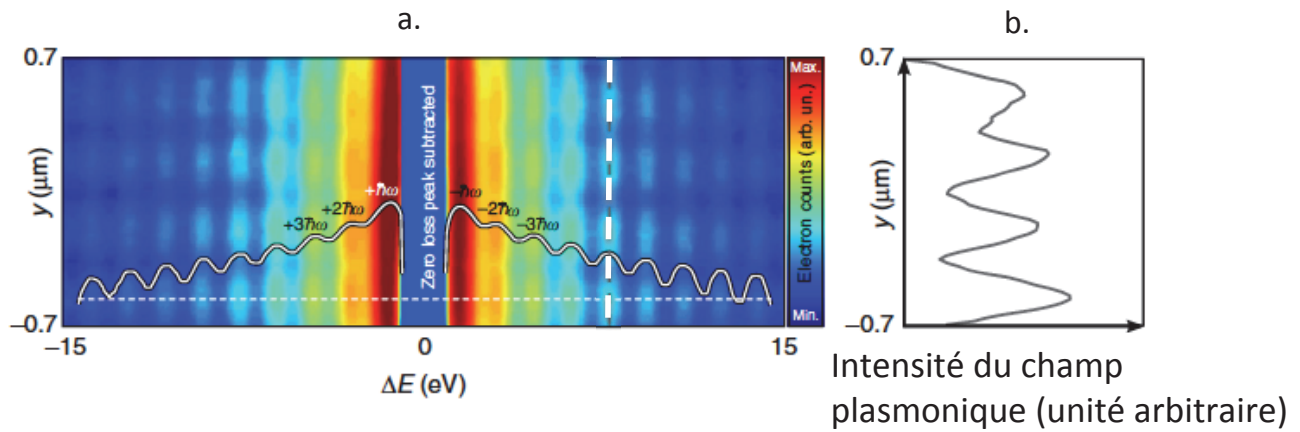 a.
b.
0.7
y (μm)
−0.7
−15
0
15
ΔE (eV)
+3ħω
+2ħω
+ħω
Zero loss peak subtracted
−ħω
−2ħω
−3ħω
Max.
Electron counts (arb. un.)
Min.
0.7
y (μm)
−0.7
Intensité du champ
plasmonique (unité arbitraire)